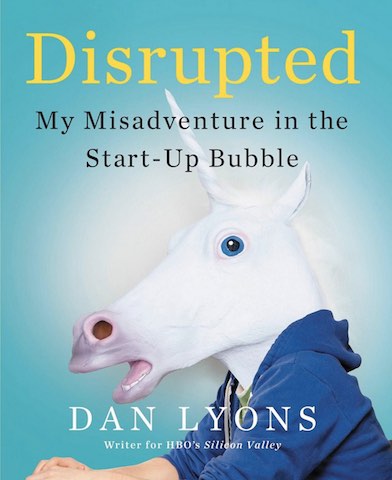 Disrupted
My Misadventure in the
Start-Up Bubble
DAN LYONS
Writer for HBO's Silicon Valley